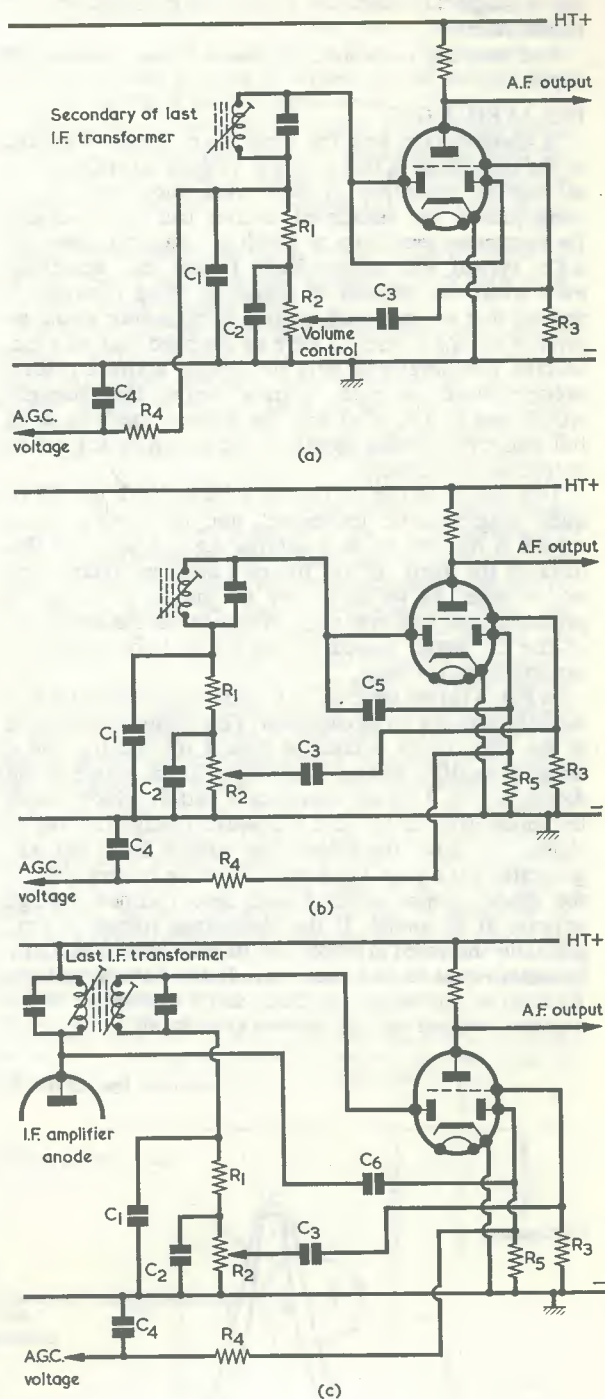 HT+
A.F. output
Secondary of last
I.F. transformer
R1
C1
C2
R2
C3
Volume
control
R3
C4
A.G.C.
voltage
R4
(a)
HT+
A.F. output
C5
R1
C1
C2
R2
C3
R5
R3
C4
A.G.C.
voltage
R4
(b)
HT+
Last I.F. transformer
A.F. output
I.F. amplifier
anode
C6
R1
C1
C2
R2
C3
R5
R3
C4
A.G.C.
voltage
R4
(c)